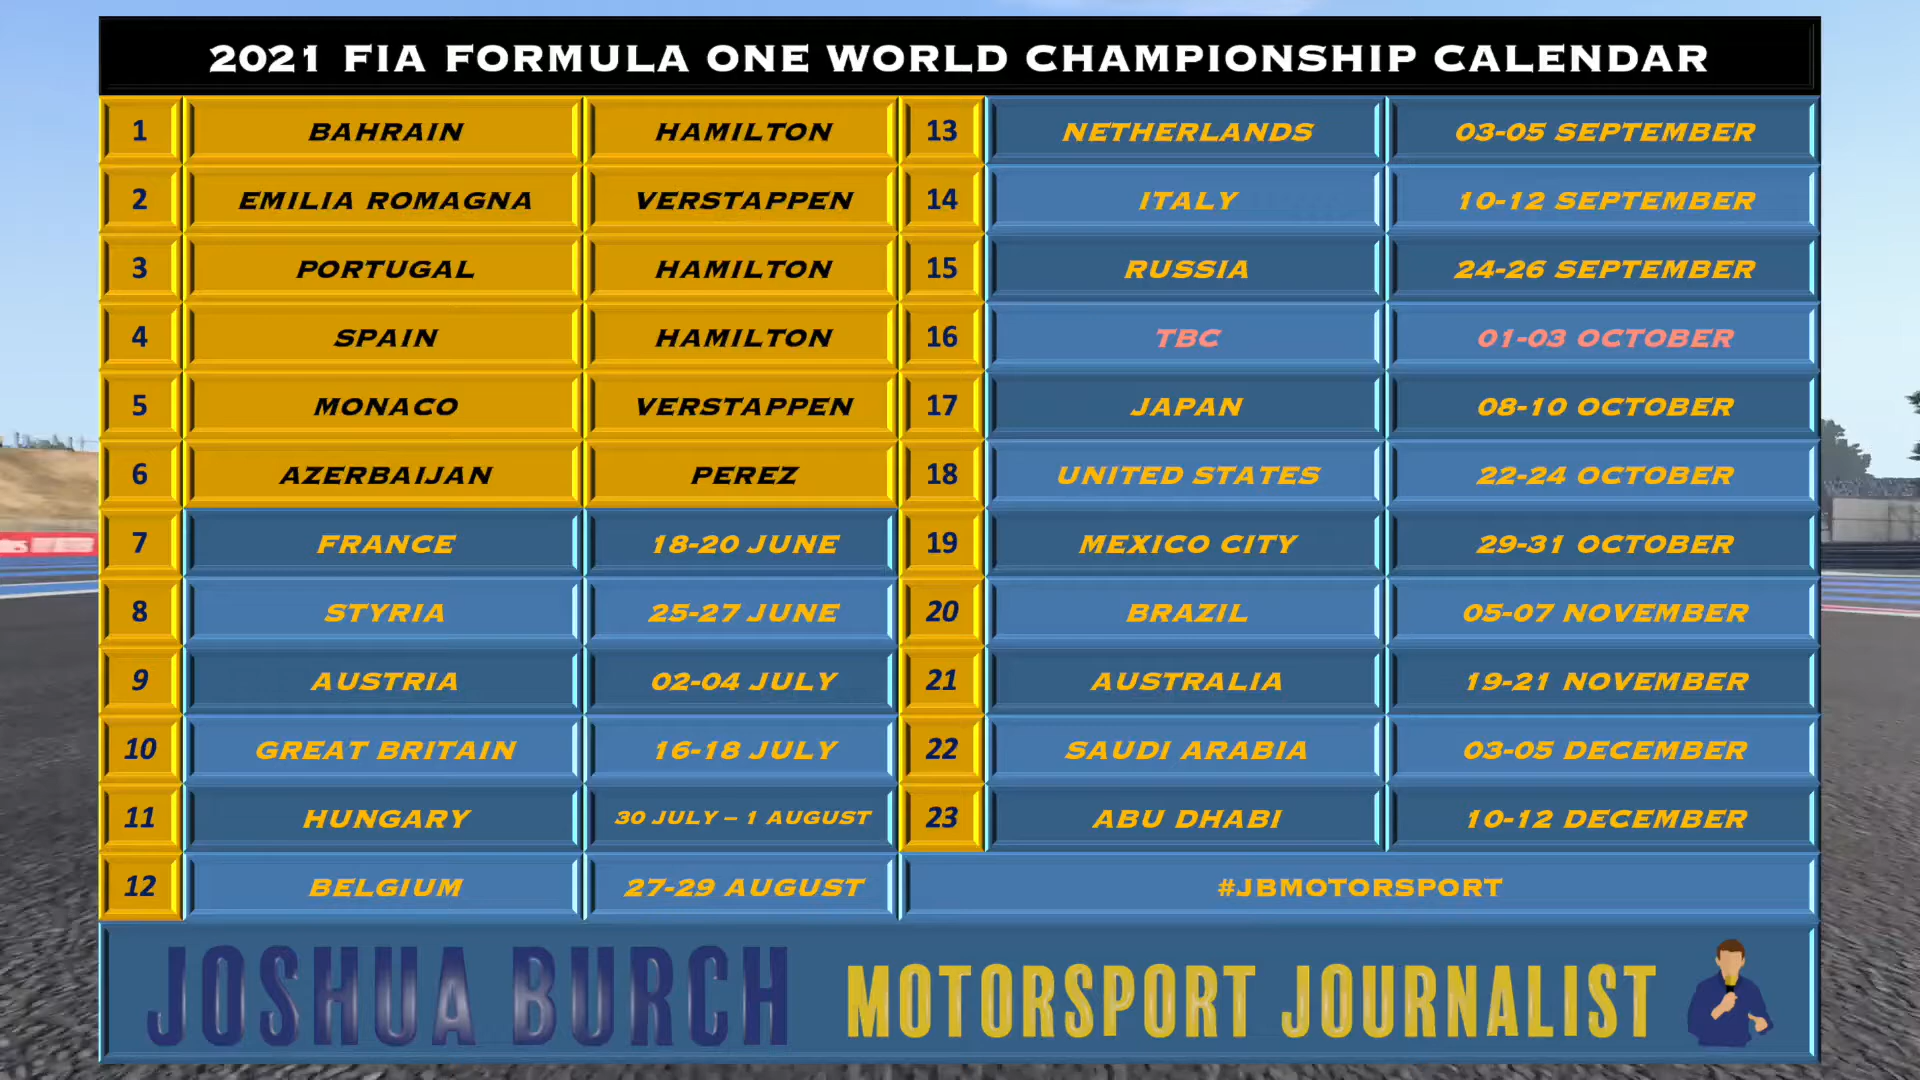 2021 FIA FORMULA ONE WORLD CHAMPIONSHIP CALENDAR
1 BAHRAIN HAMILTON 13 NETHERLANDS 03-05 SEPTEMBER
2 EMILIA ROMAGNA VERSTAPPEN 14 ITALY 10-12 SEPTEMBER
3 PORTUGAL HAMILTON 15 RUSSIA 24-26 SEPTEMBER
4 SPAIN HAMILTON 16 TBC 01-03 OCTOBER
5 MONACO VERSTAPPEN 17 JAPAN 08-10 OCTOBER
6 AZERBAIJAN PEREZ 18 UNITED STATES 22-24 OCTOBER
7 FRANCE 18-20 JUNE 19 MEXICO CITY 29-31 OCTOBER
8 STYRIA 25-27 JUNE 20 BRAZIL 05-07 NOVEMBER
9 AUSTRIA 02-04 JULY 21 AUSTRALIA 19-21 NOVEMBER
10 GREAT BRITAIN 16-18 JULY 22 SAUDI ARABIA 03-05 DECEMBER
11 HUNGARY 30 JULY – 1 AUGUST 23 ABU DHABI 10-12 DECEMBER
12 BELGIUM 27-29 AUGUST #JBMOTORSPORT
JOSHUA BURCH MOTORSPORT JOURNALIST